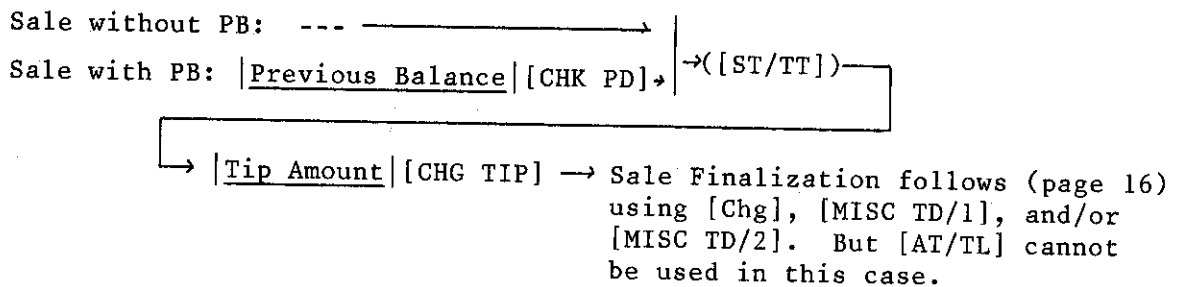 Sale without PB: ---
Sale with PB: |Previous Balance| [CHK PD] ([ST/TT])
|Tip Amount| [CHG TIP] → Sale Finalization follows (page 16)
using [Chg], [MISC TD/1], and/or
[MISC TD/2]. But [AT/TL] cannot
be used in this case.